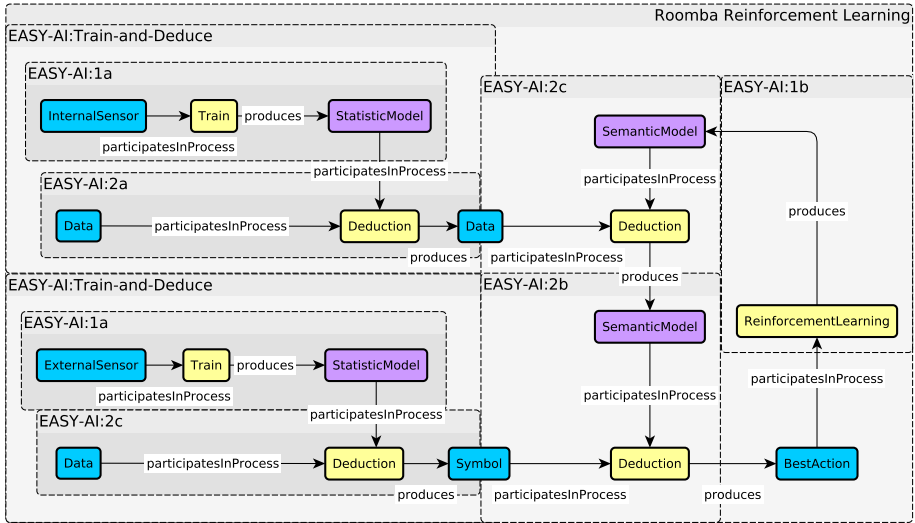 Roomba Reinforcement Learning
EASY-AI:Train-and-Deduce
EASY-AI:1a
InternalSensor
Train
produces
StatisticModel
participatesInProcess
participatesInProcess
EASY-AI:2a
Data
participatesInProcess
Deduction
produces
Data
participatesInProcess
EASY-AI:2c
SemanticModel
participatesInProcess
Deduction
produces
EASY-AI:1b
produces
ReinforcementLearning
participatesInProcess
EASY-AI:Train-and-Deduce
EASY-AI:1a
ExternalSensor
Train
produces
StatisticModel
participatesInProcess
participatesInProcess
EASY-AI:2c
Data
participatesInProcess
Deduction
produces
Symbol
participatesInProcess
EASY-AI:2b
SemanticModel
participatesInProcess
Deduction
produces
BestAction